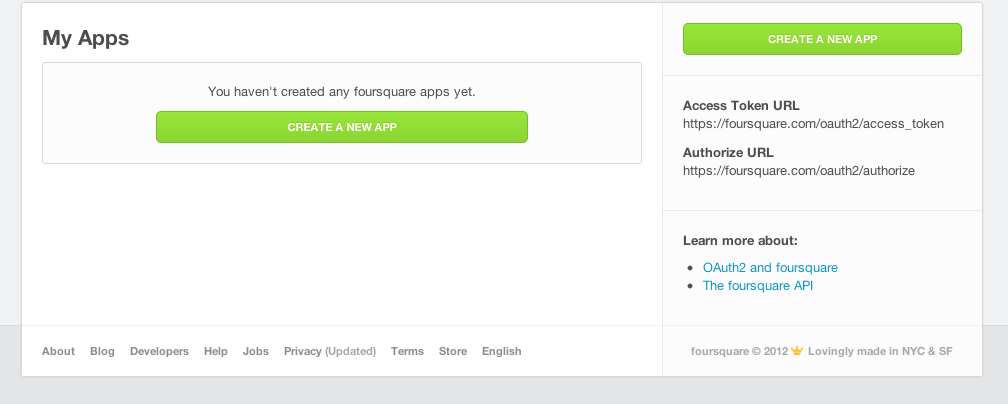 My Apps
You haven't created any foursquare apps yet.
CREATE A NEW APP
CREATE A NEW APP
Access Token URL
https://foursquare.com/oauth2/access_token
Authorize URL
https://foursquare.com/oauth2/authorize
Learn more about:
OAuth2 and foursquare
The foursquare API
About Blog Developers Help Jobs Privacy (Updated) Terms Store English
foursquare © 2012 Lovingly made in NYC & SF